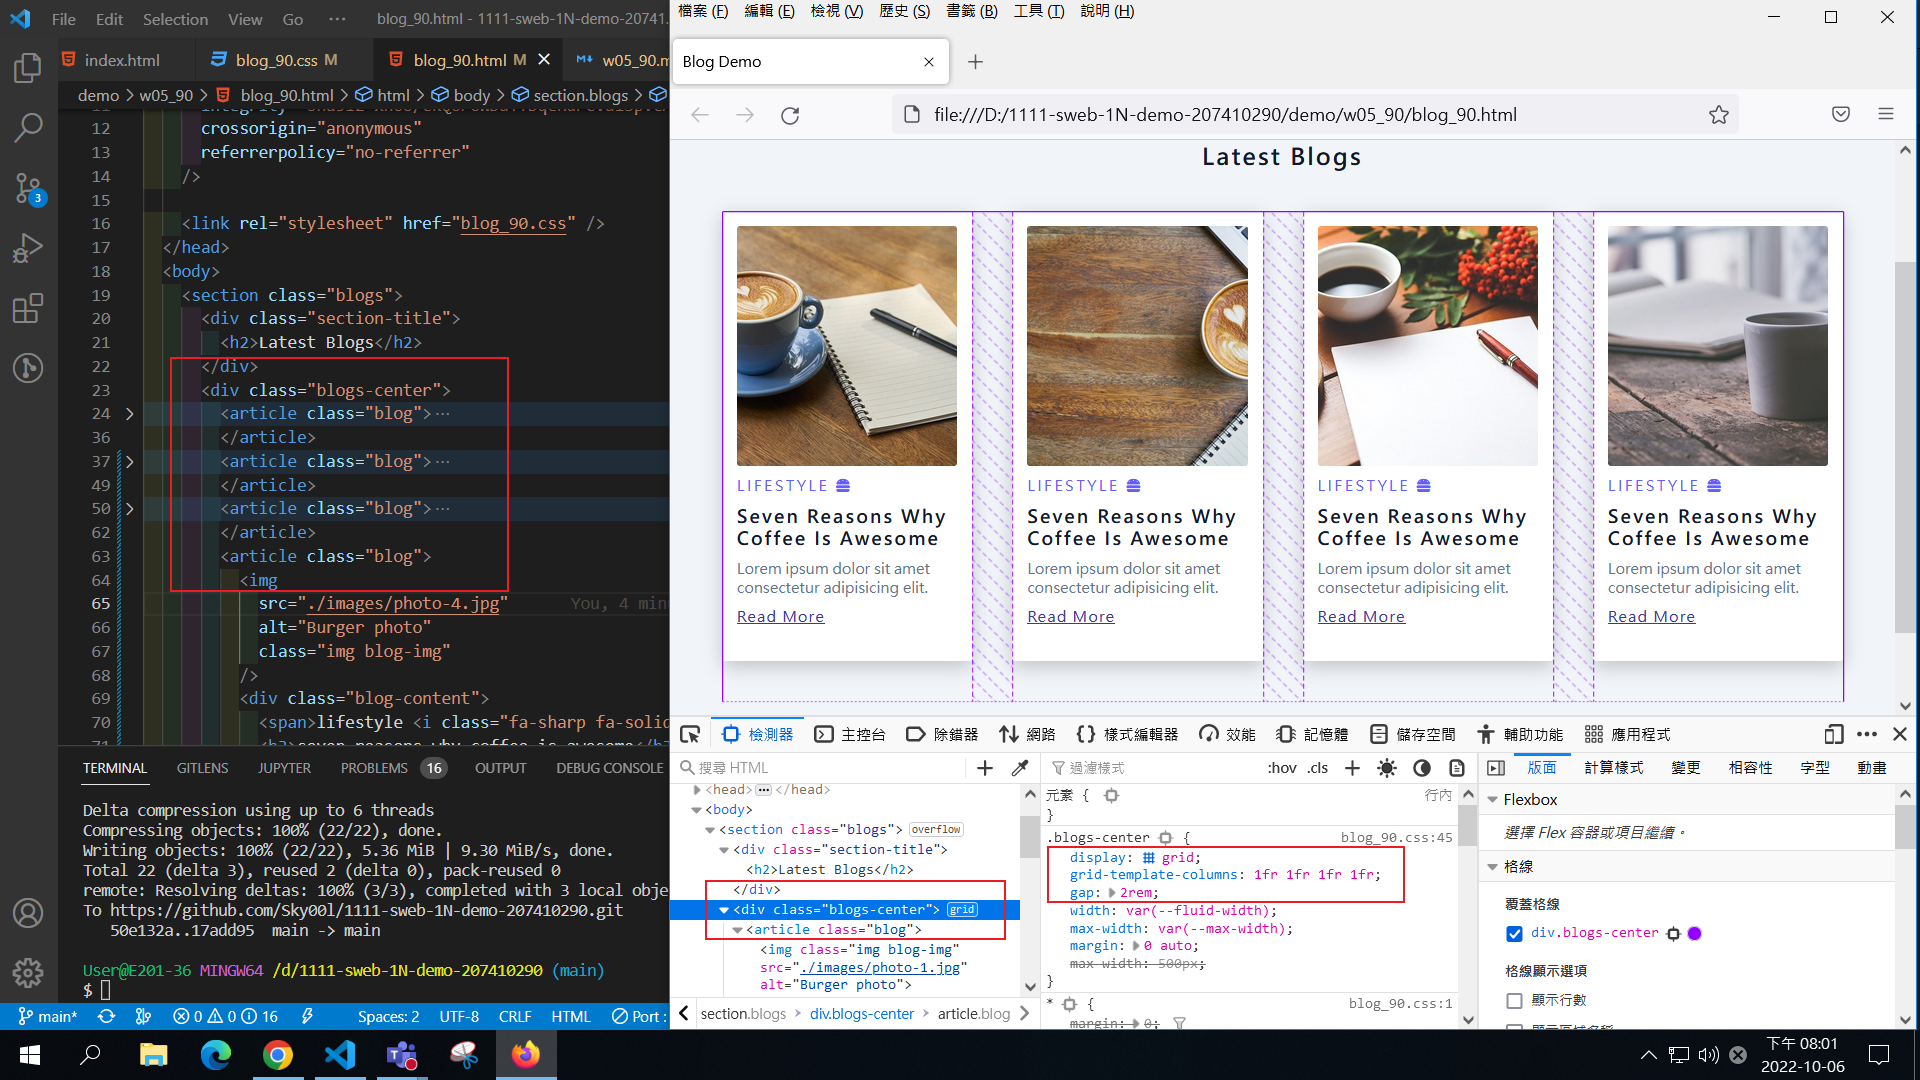 File Edit Selection View Go ··· blog_90.html - 1111-sweb-1N-demo-20741...
index.html
blog_90.css M
blog_90.html M
w05_90.m
demo > w05_90 > blog_90.html > html > body > section.blogs >
12 crossorigin="anonymous"
13 referrerpolicy="no-referrer"
14 />
15
16 <link rel="stylesheet" href="blog_90.css" />
17 </head>
18 <body>
19 <section class="blogs">
20 <div class="section-title">
21 <h2>Latest Blogs</h2>
22 </div>
23 <div class="blogs-center">
24 <article class="blog">···
36 </article>
37 <article class="blog">···
49 </article>
50 <article class="blog">···
62 </article>
63 <article class="blog">
64 <img
65 src="./images/photo-4.jpg" You, 4 minu
66 alt="Burger photo"
67 class="img blog-img"
68 />
69 <div class="blog-content">
70 <span>lifestyle <i class="fa-sharp fa-solid
71 <h3>seven reasons why coffee is awesome</h3
3
TERMINAL GITLENS JUPYTER PROBLEMS 16 OUTPUT DEBUG CONSOLE
Delta compression using up to 6 threads
Compressing objects: 100% (22/22), done.
Writing objects: 100% (22/22), 5.36 MiB | 9.30 MiB/s, done.
Total 22 (delta 3), reused 2 (delta 0), pack-reused 0
remote: Resolving deltas: 100% (3/3), completed with 3 local obje
To https://github.com/Sky00l/1111-sweb-1N-demo-207410290.git
50e132a..17add95 main -> main
User@E201-36 MINGW64 /d/1111-sweb-1N-demo-207410290 (main)
$
main* 0 0 16 Spaces: 2 UTF-8 CRLF HTML Port :
檔案 (F) 編輯 (E) 檢視 (V) 歷史 (S) 書籤 (B) 工具 (T) 說明 (H)
Blog Demo
file:///D:/1111-sweb-1N-demo-207410290/demo/w05_90/blog_90.html
Latest Blogs
LIFESTYLE
Seven Reasons Why
Coffee Is Awesome
Lorem ipsum dolor sit amet
consectetur adipisicing elit.
Read More
LIFESTYLE
Seven Reasons Why
Coffee Is Awesome
Lorem ipsum dolor sit amet
consectetur adipisicing elit.
Read More
LIFESTYLE
Seven Reasons Why
Coffee Is Awesome
Lorem ipsum dolor sit amet
consectetur adipisicing elit.
Read More
LIFESTYLE
Seven Reasons Why
Coffee Is Awesome
Lorem ipsum dolor sit amet
consectetur adipisicing elit.
Read More
檢測器 主控台 除錯器 網路 樣式編輯器 效能 記憶體 儲存空間 輔助功能 應用程式
搜尋 HTML
<head> ··· </head>
<body>
<section class="blogs"> overflow
<div class="section-title">
<h2>Latest Blogs</h2>
</div>
<div class="blogs-center"> grid
<article class="blog">
<img class="img blog-img"
src="./images/photo-1.jpg"
alt="Burger photo">
section.blogs > div.blogs-center > article.blog
過濾樣式 :hov .cls
元素 { 行內
}
.blogs-center { blog_90.css:45
display: grid;
grid-template-columns: 1fr 1fr 1fr 1fr;
gap: 2rem;
width: var(--fluid-width);
max-width: var(--max-width);
margin: 0 auto;
max-width: 500px;
}
* { blog_90.css:1
margin: 0;
版面 計算樣式 變更 相容性 字型 動畫
Flexbox
選擇 Flex 容器或項目繼續。
格線
覆蓋格線
div.blogs-center
格線顯示選項
顯示行數
顯示區域名稱
下午 08:01
2022-10-06